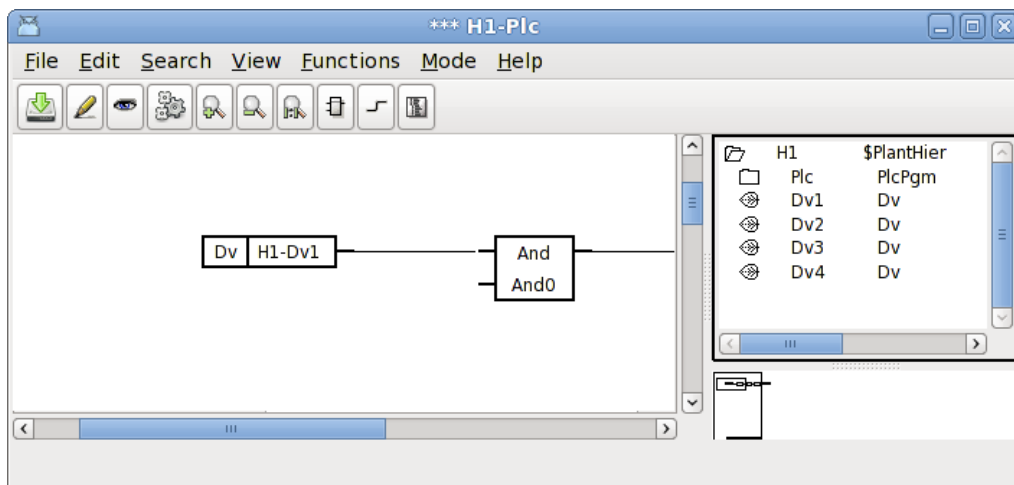 *** H1-Plc
File Edit Search View Functions Mode Help
H1 $PlantHier
Plc PlcPgm
Dv1 Dv
Dv2 Dv
Dv3 Dv
Dv4 Dv
Dv H1-Dv1
And
And0